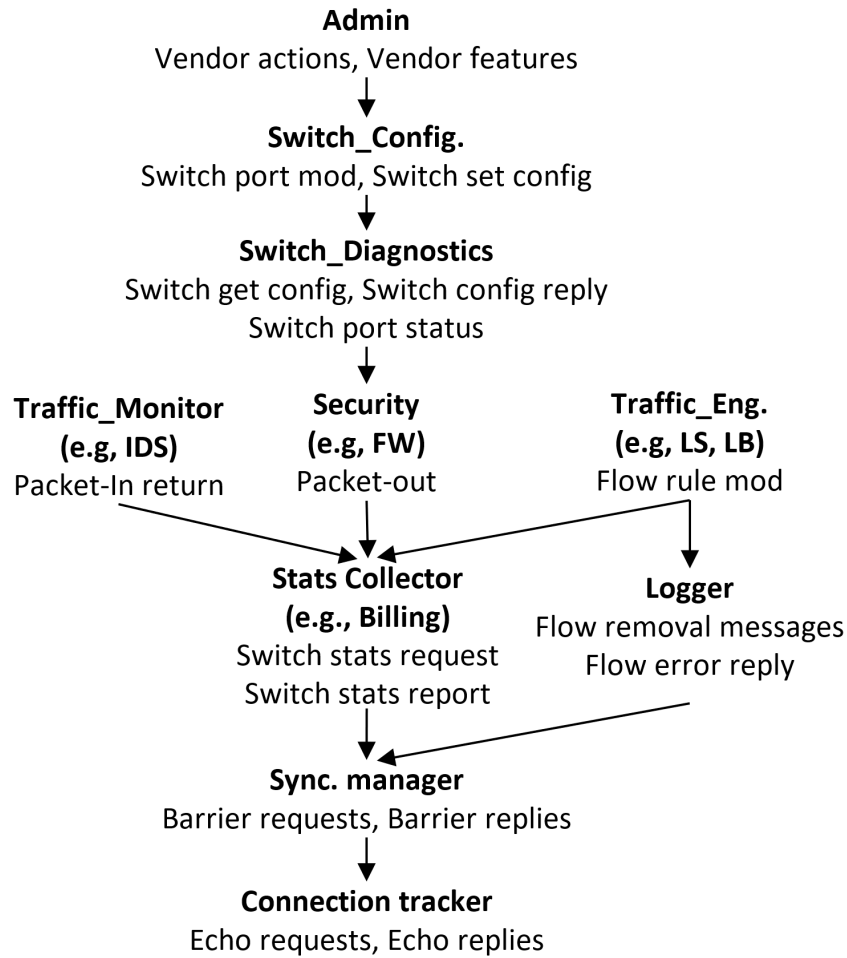 Admin
Vendor actions, Vendor features
Switch_Config.
Switch port mod, Switch set config
Switch_Diagnostics
Switch get config, Switch config reply
Switch port status
Traffic_Monitor
(e.g, IDS)
Packet-In return
Security
(e.g, FW)
Packet-out
Traffic_Eng.
(e.g, LS, LB)
Flow rule mod
Stats Collector
(e.g., Billing)
Switch stats request
Switch stats report
Logger
Flow removal messages
Flow error reply
Sync. manager
Barrier requests, Barrier replies
Connection tracker
Echo requests, Echo replies